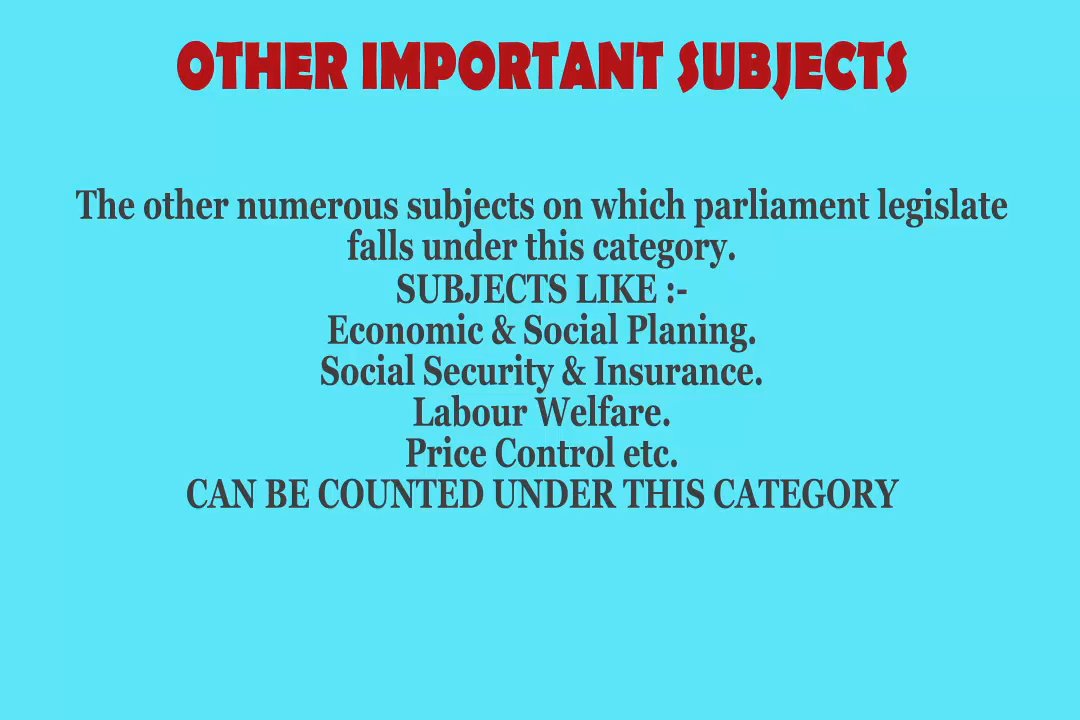 OTHER IMPORTANT SUBJECTS
The other numerous subjects on which parliament legislate
falls under this category.
SUBJECTS LIKE :-
Economic & Social Planing.
Social Security & Insurance.
Labour Welfare.
Price Control etc.
CAN BE COUNTED UNDER THIS CATEGORY